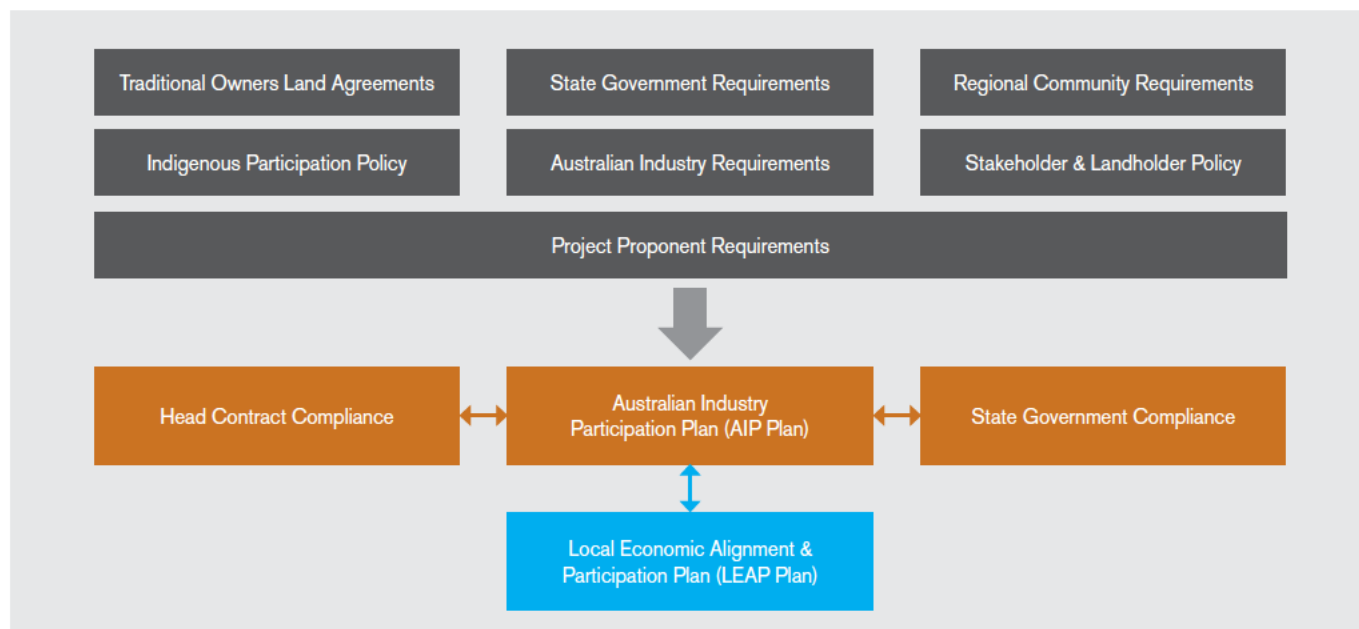 Traditional Owners Land Agreements
State Government Requirements
Regional Community Requirements
Indigenous Participation Policy
Australian Industry Requirements
Stakeholder & Landholder Policy
Project Proponent Requirements
Head Contract Compliance
Australian Industry
Participation Plan (AIP Plan)
State Government Compliance
Local Economic Alignment &
Participation Plan (LEAP Plan)